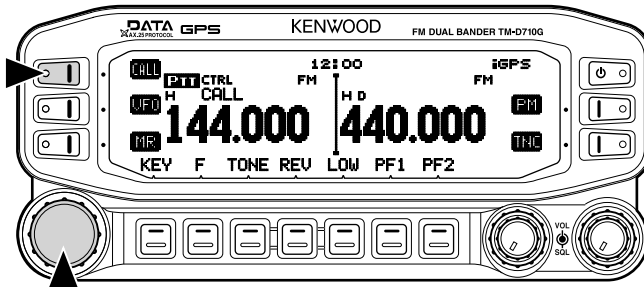 DATA GPS KENWOOD FM DUAL BANDER TM-D710G
AX.25 PROTOCOL
CALL 12:00 iGPS
PTT CTRL FM FM
H CALL H D
VFO PM
144.000 440.000
MR TNC
KEY F TONE REV LOW PF1 PF2
VOL
SQL